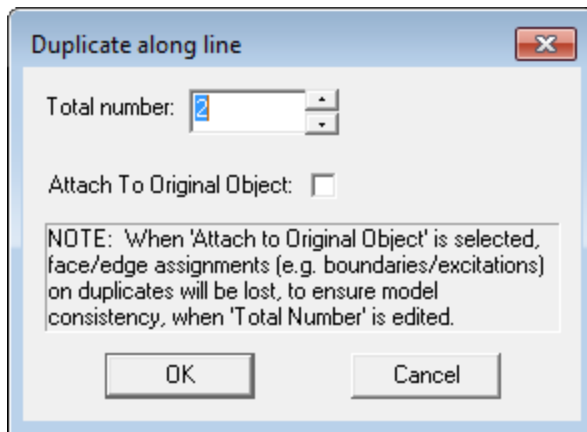 Duplicate along line
Total number: 2
Attach To Original Object:
NOTE:  When 'Attach to Original Object' is selected,
face/edge assignments (e.g. boundaries/excitations)
on duplicates will be lost, to ensure model
consistency, when 'Total Number' is edited.
OK Cancel